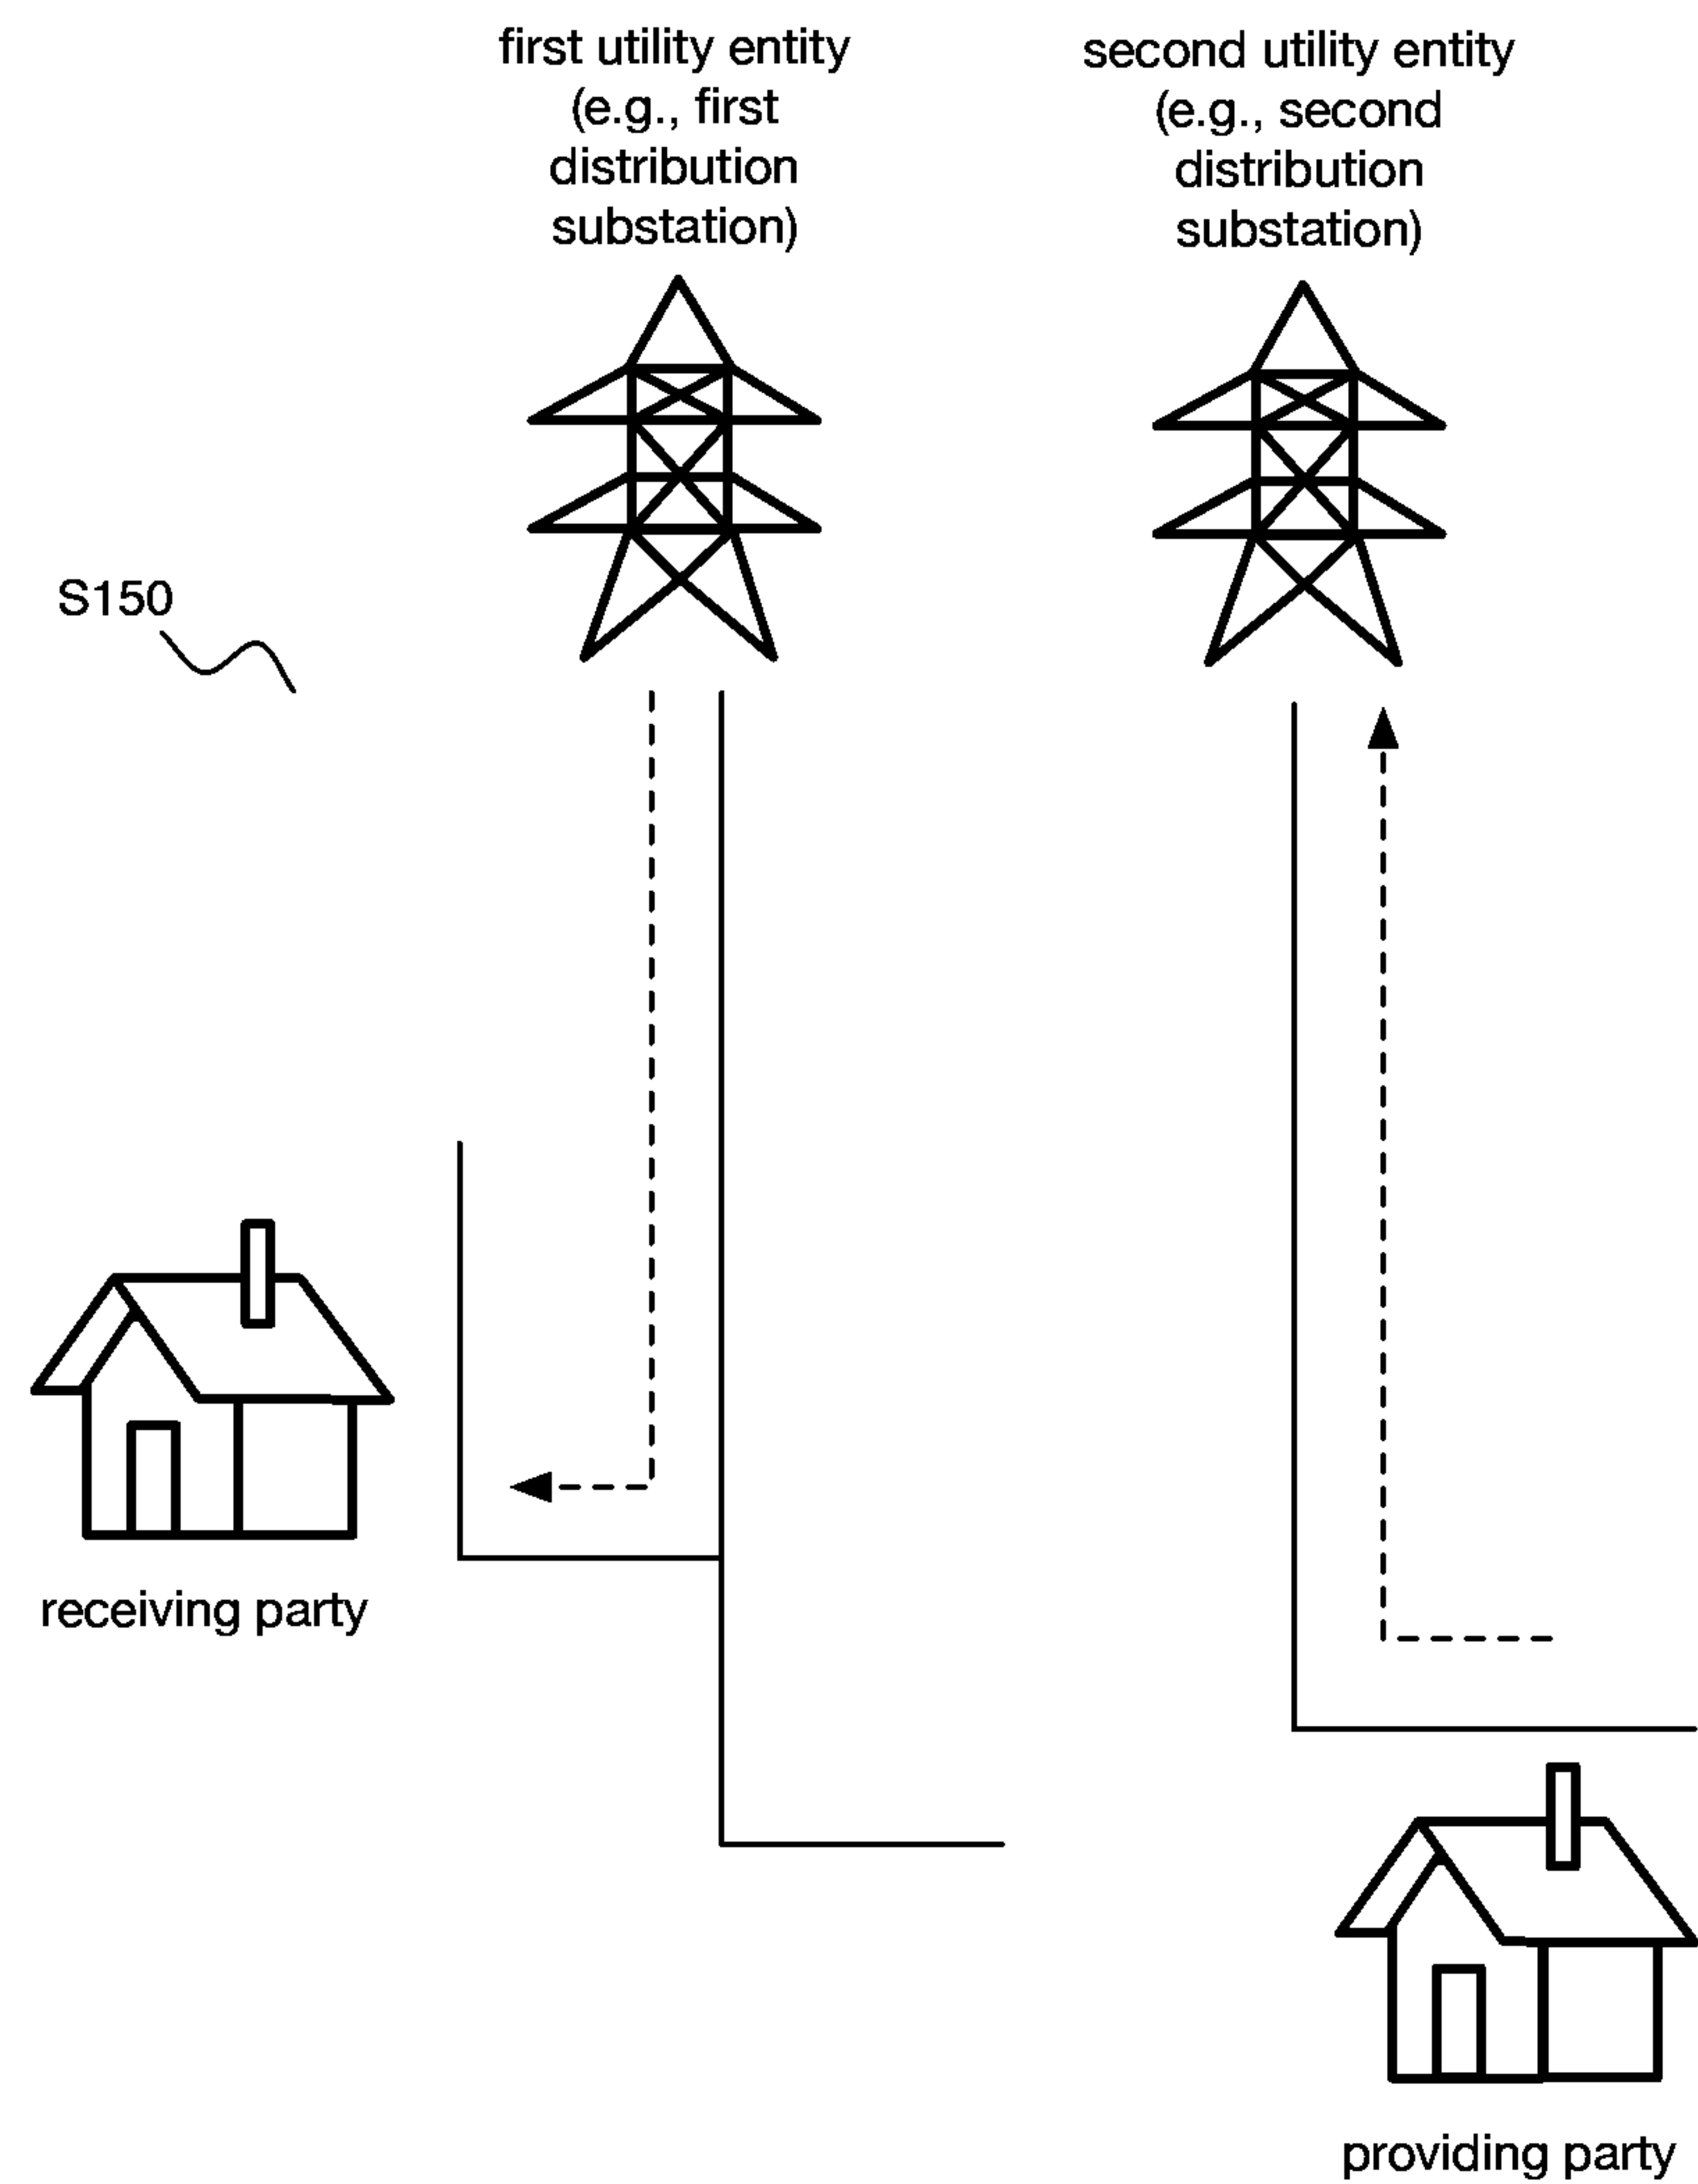 first utility entity
(e.g., first
distribution
substation)
second utility entity
(e.g., second
distribution
substation)
S150
receiving party
providing party